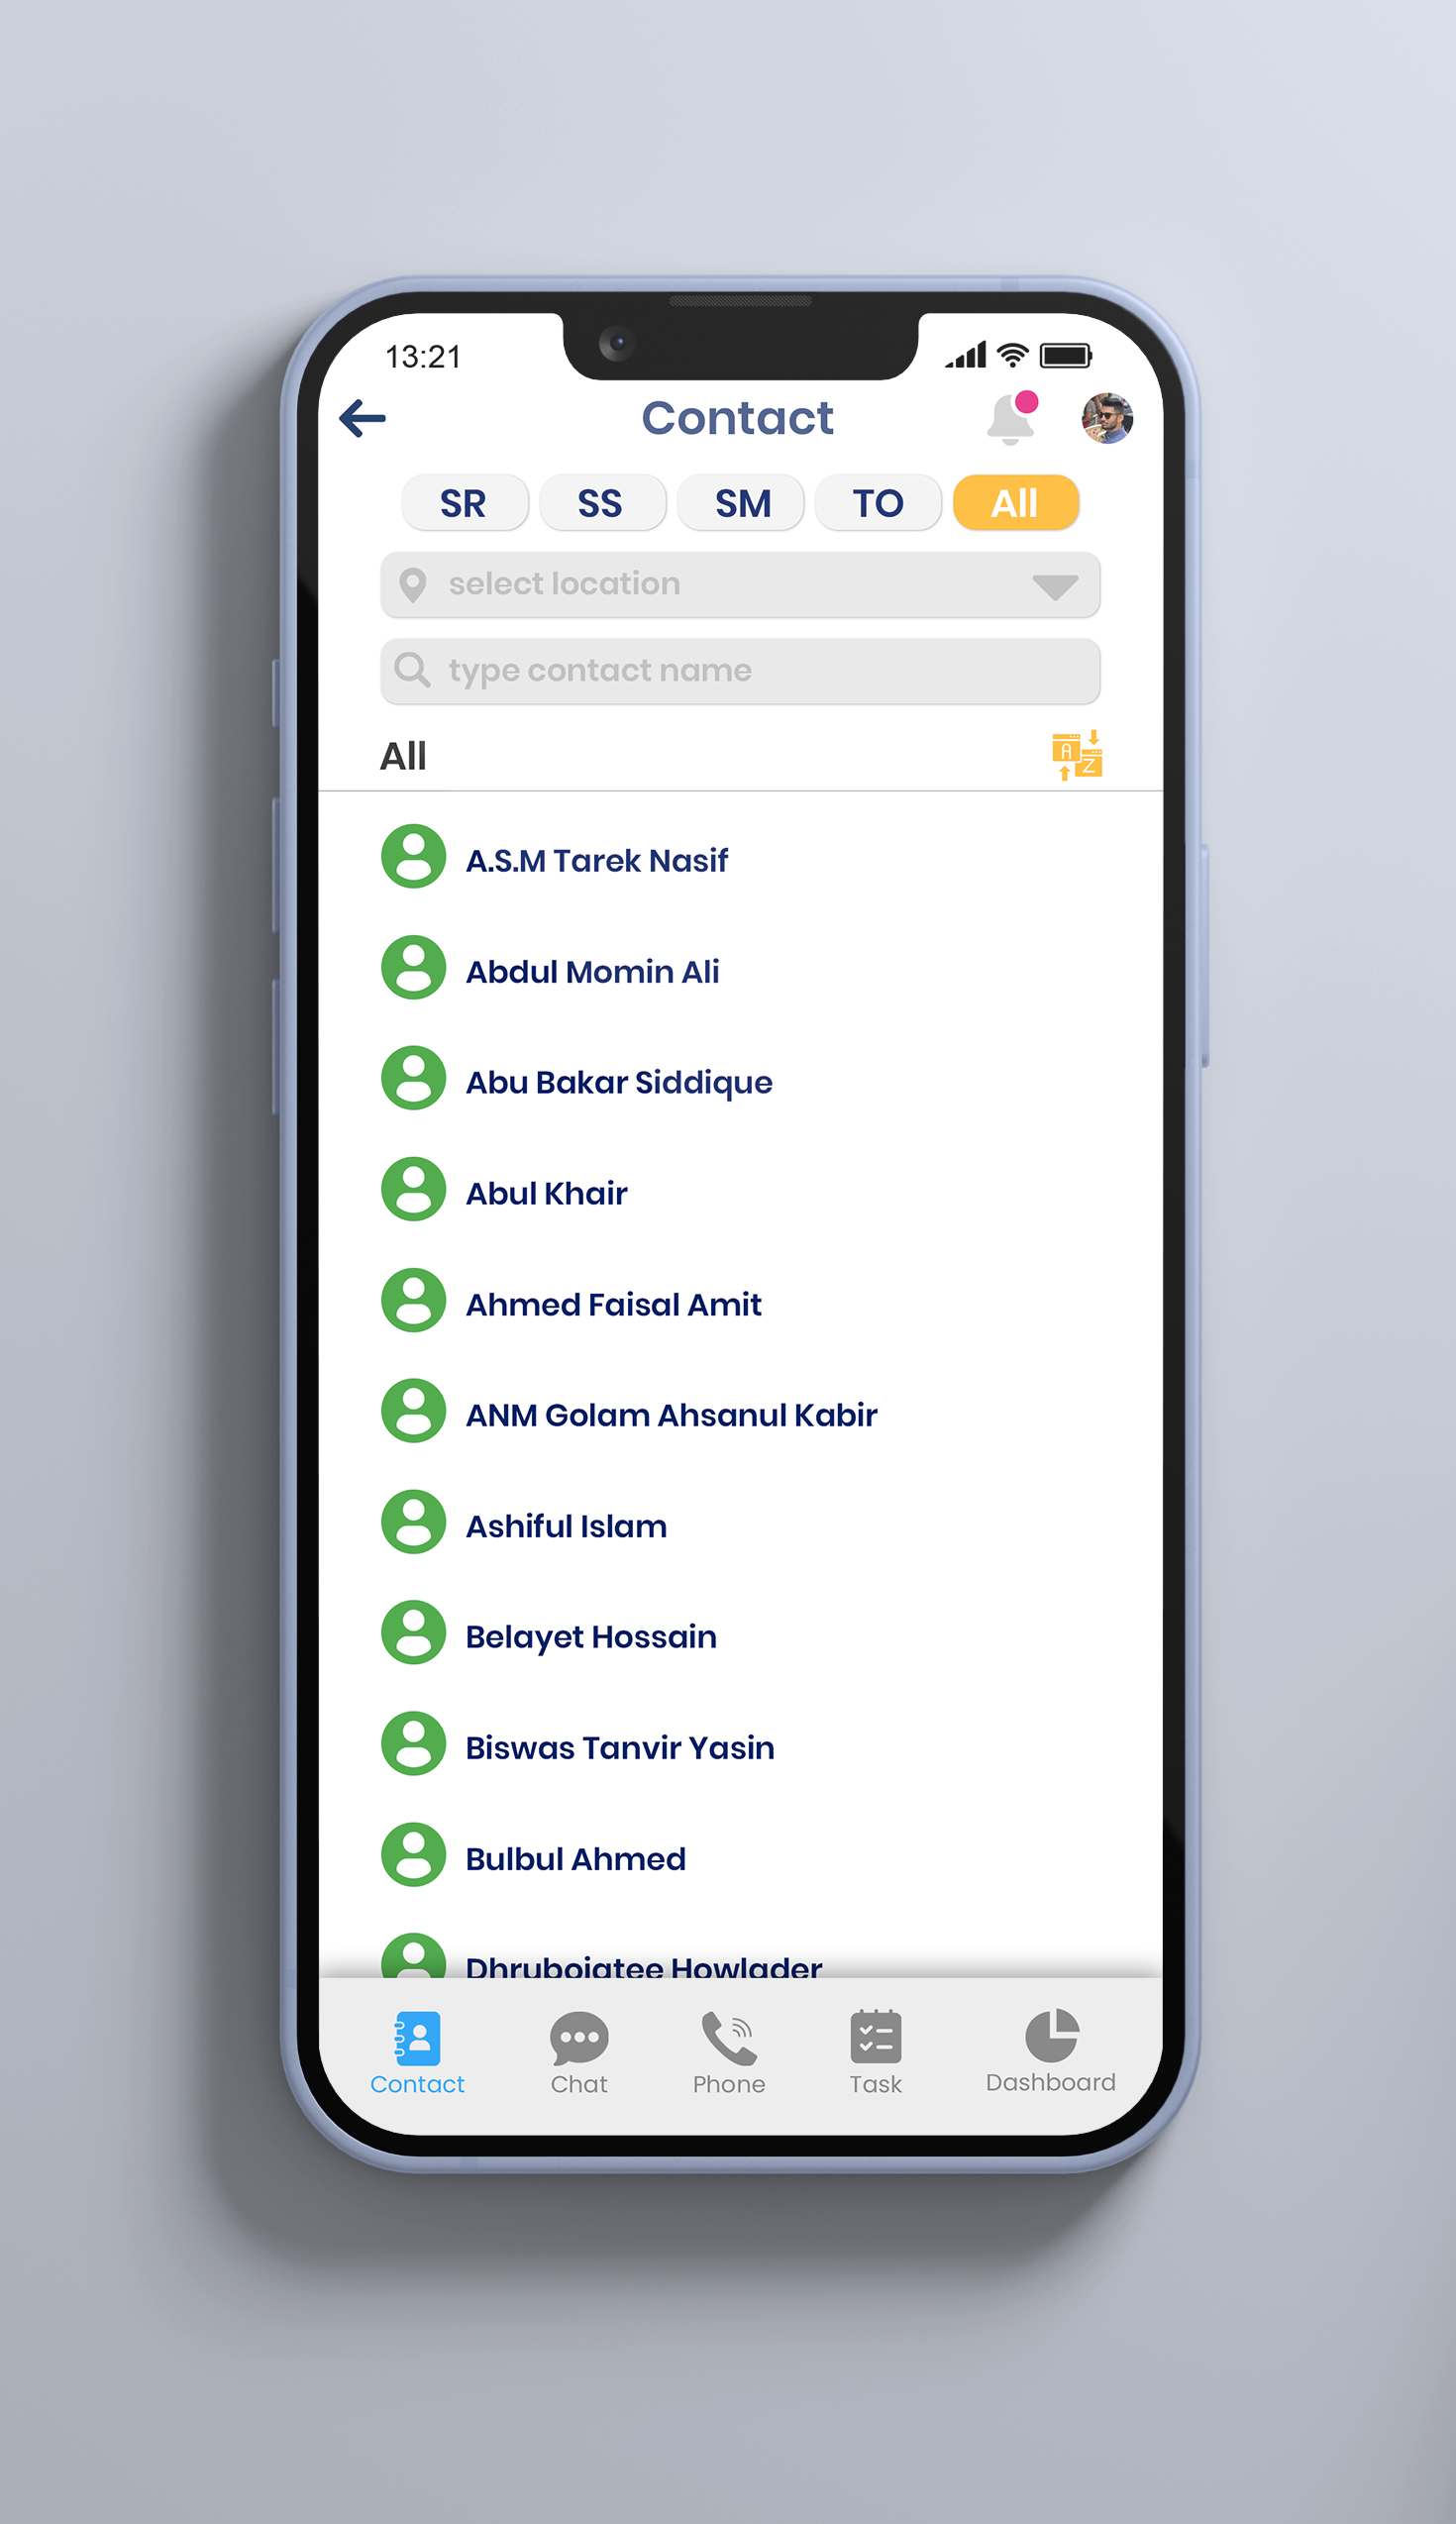 13:21
Contact
SR SS SM TO All
select location
type contact name
All
A
Z
A.S.M Tarek Nasif
Abdul Momin Ali
Abu Bakar Siddique
Abul Khair
Ahmed Faisal Amit
ANM Golam Ahsanul Kabir
Ashiful Islam
Belayet Hossain
Biswas Tanvir Yasin
Bulbul Ahmed
Dhrubojatee Howlader
Contact Chat Phone Task Dashboard